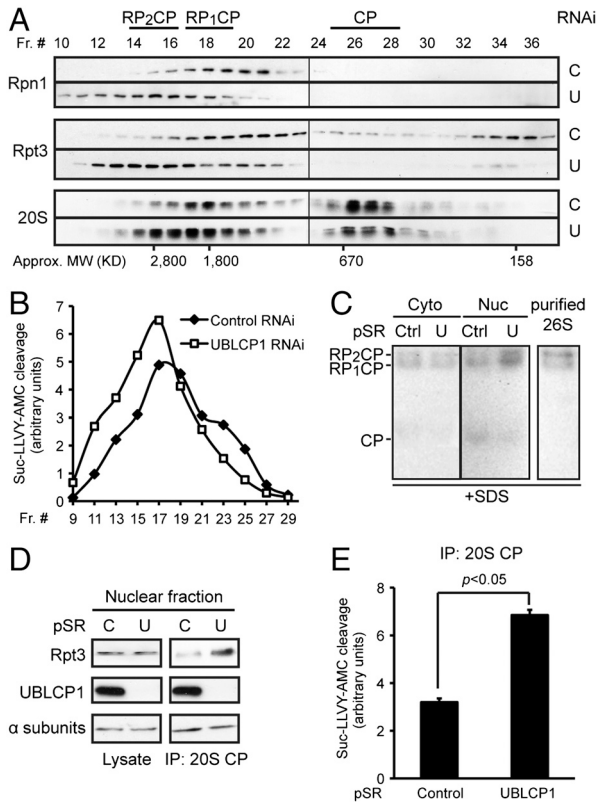 A
RP2CP RP1CP CP RNAi
Fr. # 10 12 14 16 18 20 22 24 26 28 30 32 34 36
Rpn1 C
U
Rpt3 C
U
20S C
U
Approx. MW (KD) 2,800 1,800 670 158
B
Suc-LLVY-AMC cleavage
(arbitrary units)
7
6
5
4
3
2
1
0
Control RNAi
UBLCP1 RNAi
Fr. # 9 11 13 15 17 19 21 23 25 27 29
C
Cyto Nuc purified
26S
pSR Ctrl U Ctrl U
RP2CP
RP1CP
CP
+SDS
D
Nuclear fraction
pSR C U C U
Rpt3
UBLCP1
α subunits
Lysate IP: 20S CP
E
IP: 20S CP
p<0.05
Suc-LLVY-AMC cleavage
(arbitrary units)
8
6
4
2
0
pSR Control UBLCP1